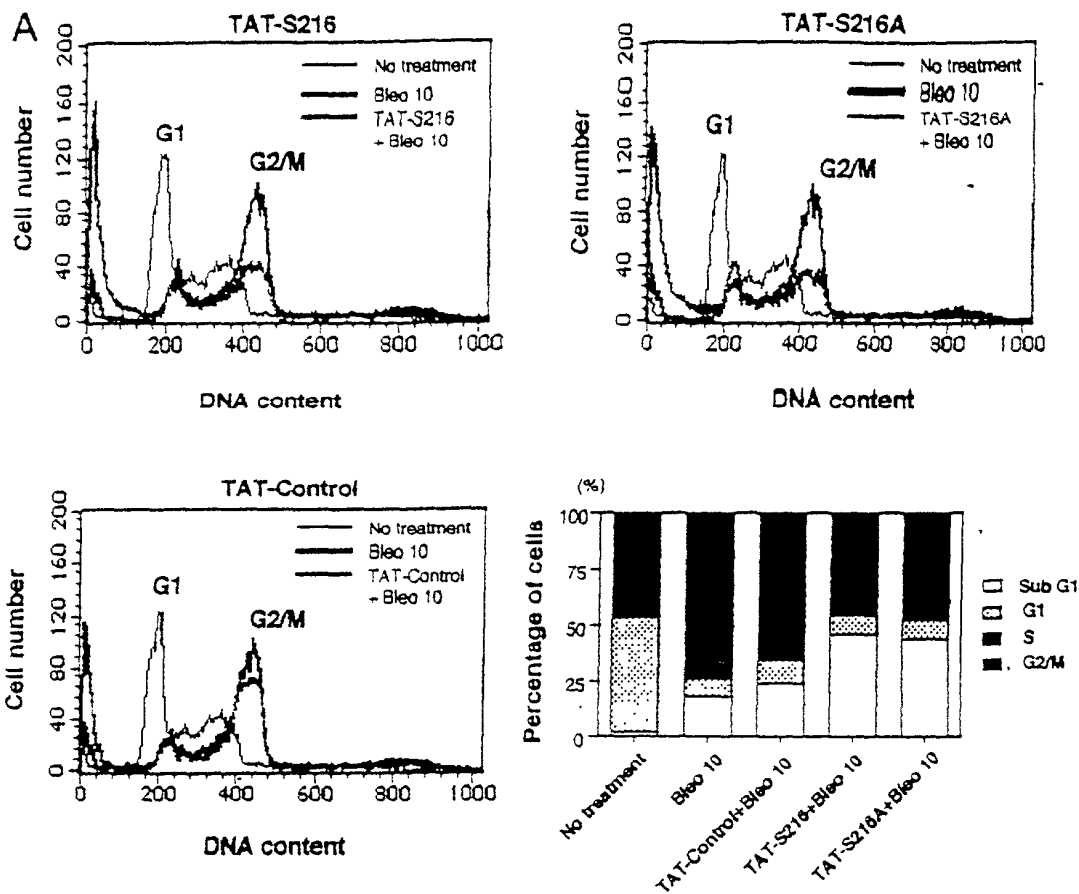 A
TAT-S216
No treatment
Bleo 10
TAT-S216
+ Bleo 10
G1
G2/M
Cell number
200
160
120
80
40
0
0 200 400 600 800 1000
DNA content
TAT-S216A
No treatment
Bleo 10
TAT-S216A
+ Bleo 10
G1
G2/M
Cell number
200
160
120
80
40
0
0 200 400 600 800 1000
DNA content
TAT-Control
No treatment
Bleo 10
TAT-Control
+ Bleo 10
G1
G2/M
Cell number
200
160
120
80
40
0
0 200 400 600 800 1000
DNA content
(%)
Percentage of cells
100
75
50
25
0
Sub G1
G1
S
G2/M
No treatment
Bleo 10
TAT-Control+Bleo 10
TAT-S216+Bleo 10
TAT-S216A+Bleo 10